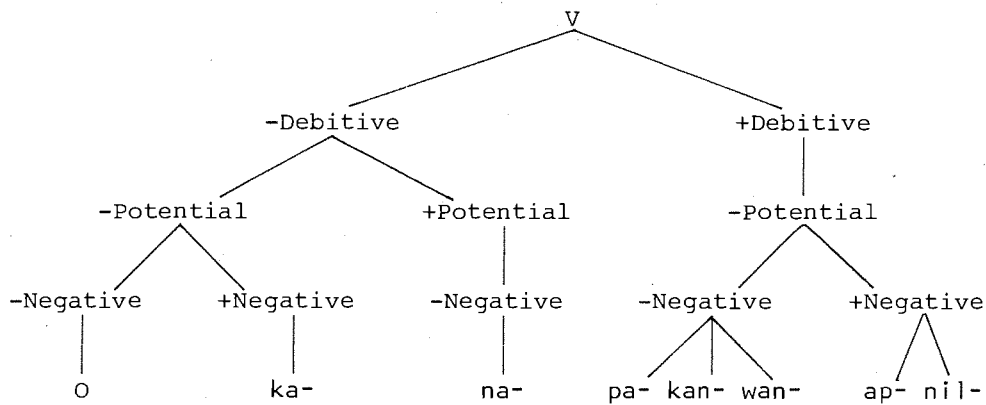 V
-Debitive +Debitive
-Potential +Potential -Potential
-Negative +Negative -Negative -Negative +Negative
O ka- na- pa- kan- wan- ap- nil-